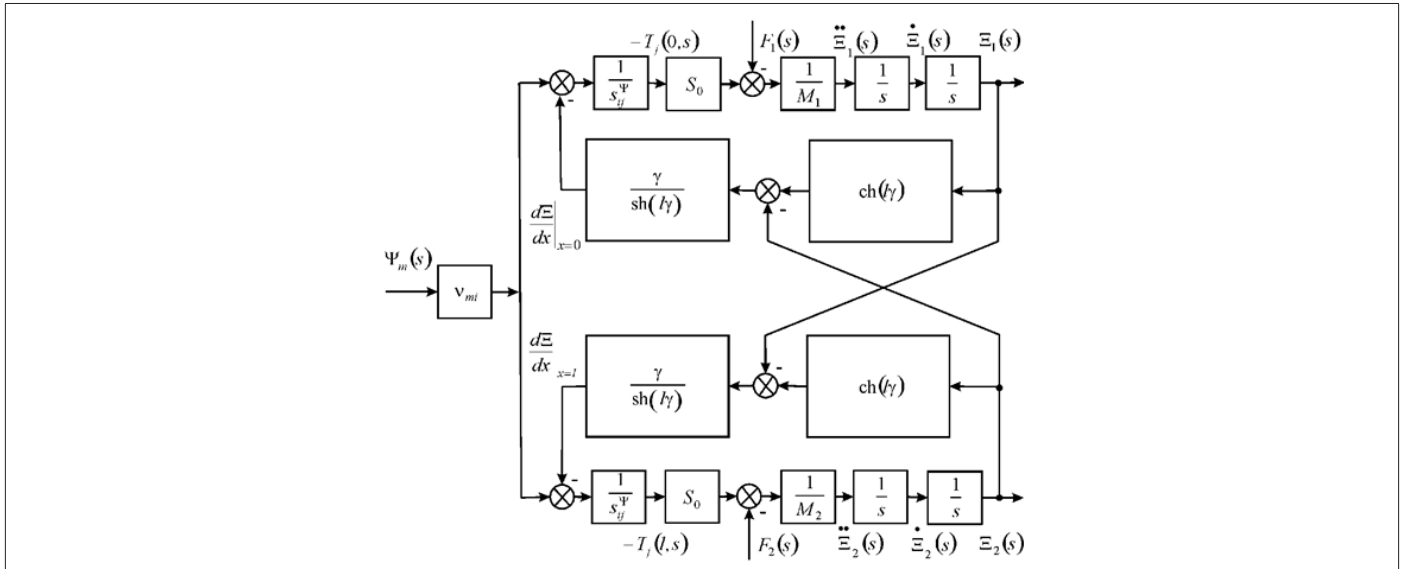 −T_j(0,s)
F_1(s)
Ξ̈_1(s)
Ξ̇_1(s)
Ξ_1(s)
1/s_ij^Ψ
S_0
-
1/M_1
1/s
1/s
-
γ/sh(lγ)
-
ch(lγ)
dΞ/dx|_x=0
Ψ_m(s)
ν_mi
dΞ/dx _x=l
γ/sh(lγ)
-
ch(lγ)
-
1/s_ij^Ψ
S_0
-
1/M_2
1/s
1/s
−T_j(l,s)
F_2(s)
Ξ̈_2(s)
Ξ̇_2(s)
Ξ_2(s)